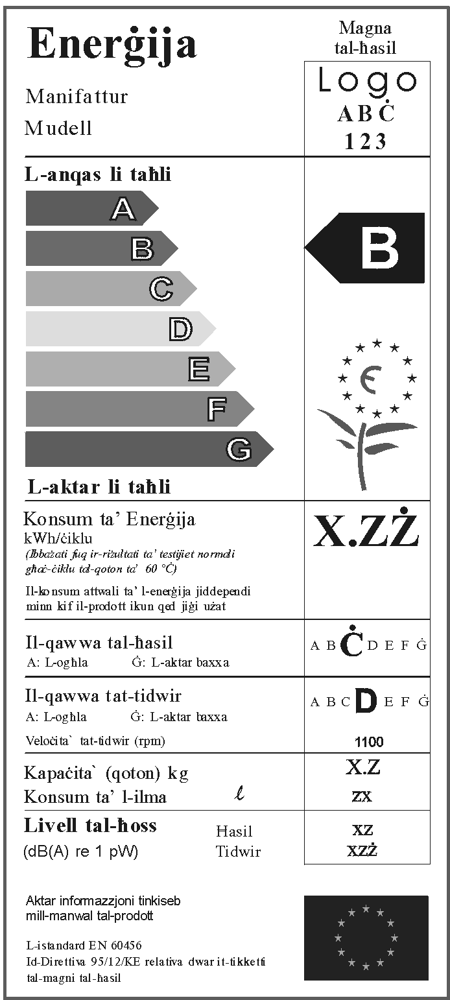 Enerġija
Magna
tal-ħasil
Manifattur
Mudell
Logo
ABĊ
123
L-anqas li taħli
A
B
C
D
E
F
G
B
L-aktar li taħli
Konsum ta’ Enerġija
kWh/ċiklu
(Ibbażati fuq ir-riżultati ta’ testijiet normali
għaċ-ċiklu tal-qoton ta’ 60 °Ċ)
Il-konsum attwali ta’ l-enerġija jiddependi
minn kif il-prodott ikun qed jiġi użat
X.ZŻ
Il-qawwa tal-ħasil
A: L-ogħla Ġ: L-aktar baxxa
A B Ċ D E F Ġ
Il-qawwa tat-tidwir
A: L-ogħla Ġ: L-aktar baxxa
A B C D E F Ġ
Veloċita` tat-tidwir (rpm) 1100
Kapaċita` (qoton) kg X.Z
Konsum ta’ l-ilma ℓ ZX
Livell tal-ħoss Ħasil XZ
(dB(A) re 1 pW) Tidwir XZŻ
Aktar informazzjoni tinkiseb
mill-manwal tal-prodott
L-istandard EN 60456
Id-Direttiva 95/12/KE relativa dwar it-tikketti
tal-magni tal-ħasil